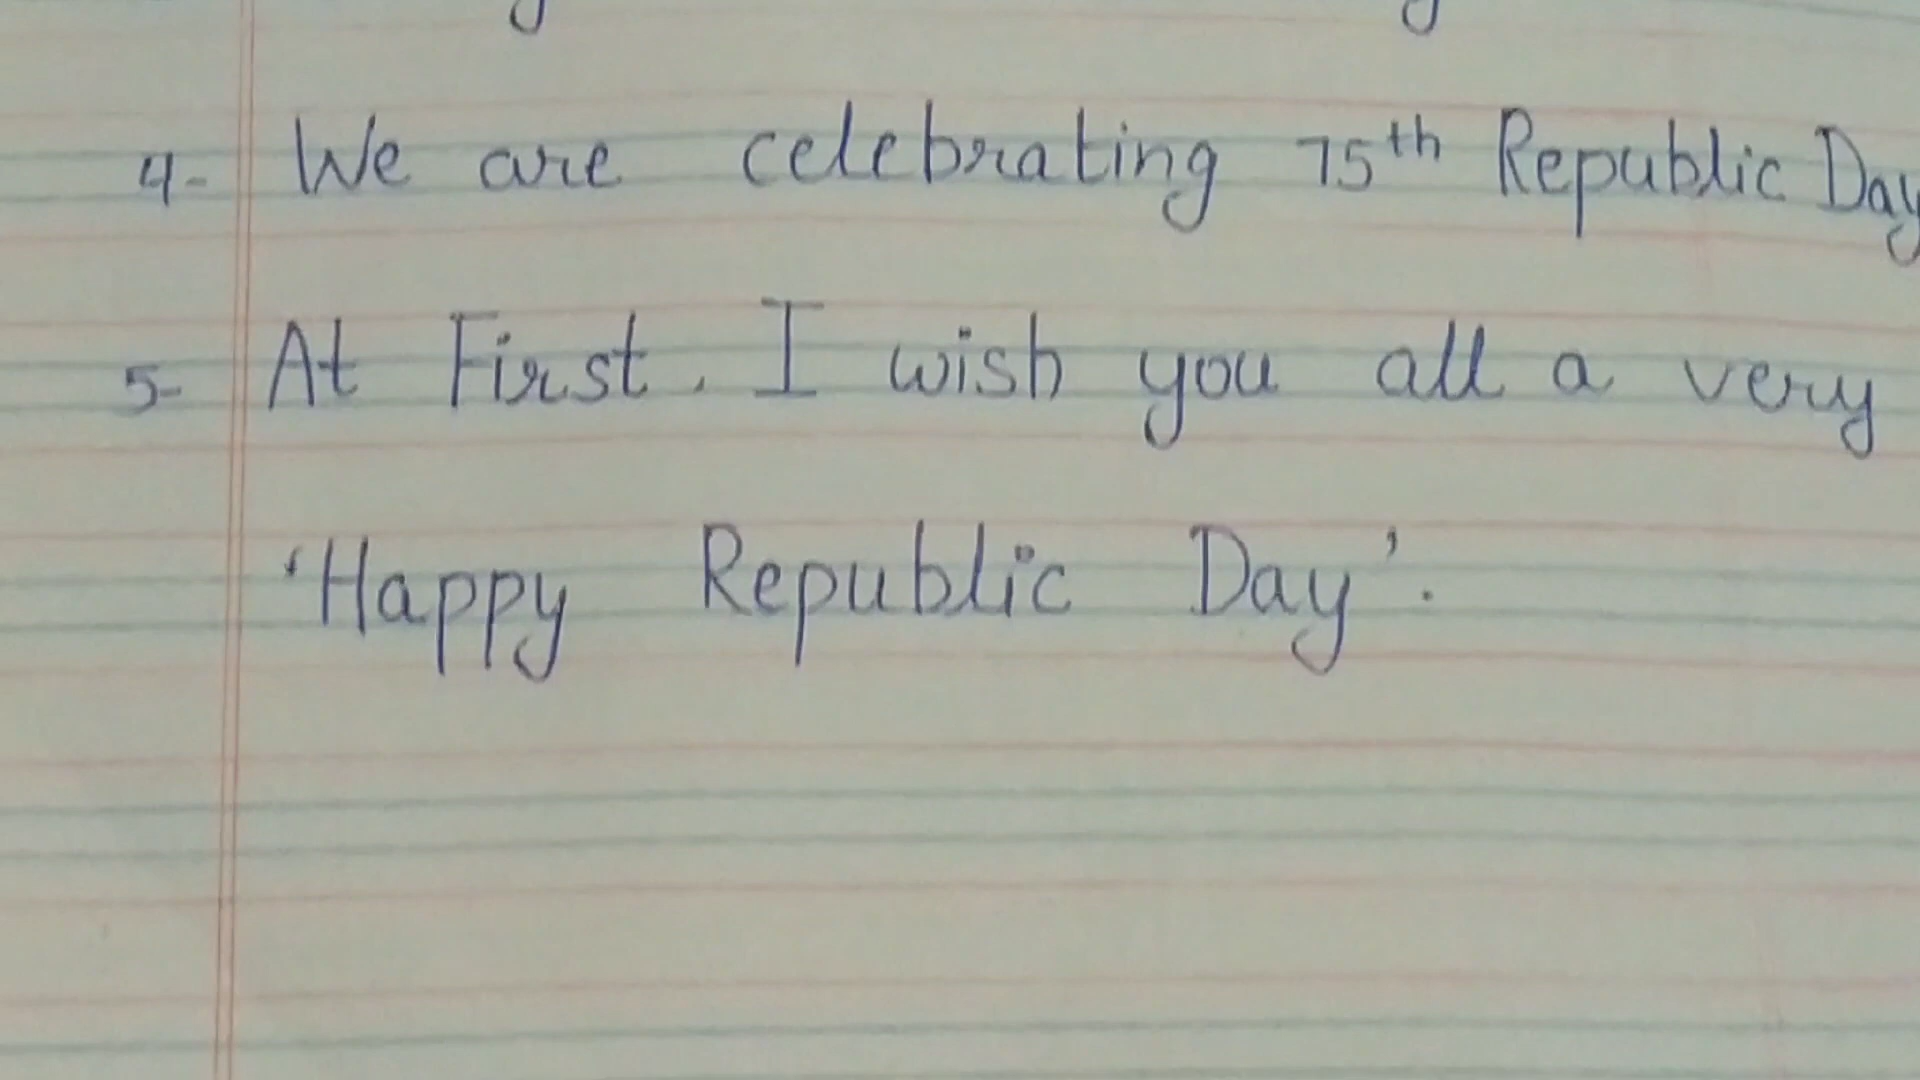 4- We are celebrating 75th Republic Day
5- At First. I wish you all a very
‘Happy Republic Day’.